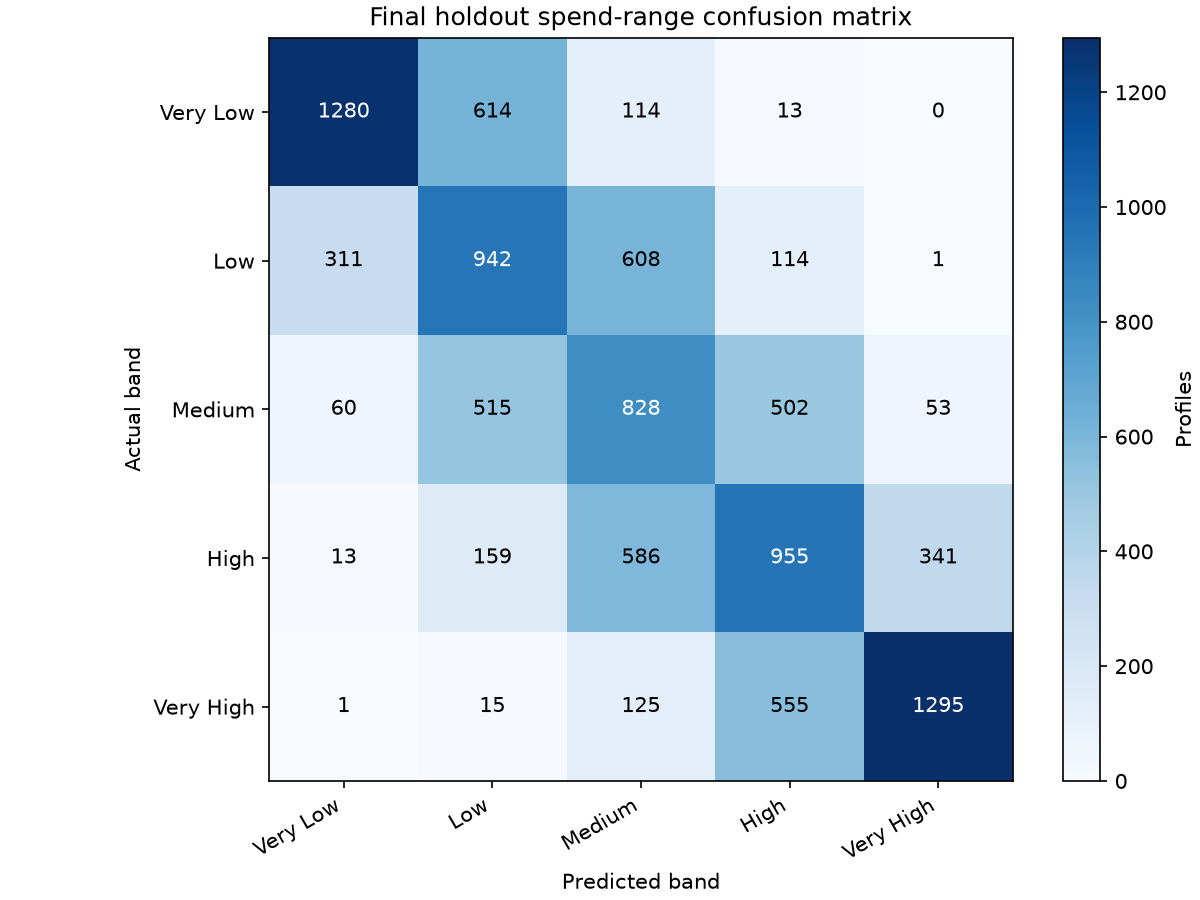 Final holdout spend-range confusion matrix
Very Low 1280 614 114 13 0
Low 311 942 608 114 1
Medium 60 515 828 502 53
High 13 159 586 955 341
Very High 1 15 125 555 1295
Actual band
Very Low Low Medium High Very High
Predicted band
1200
1000
800
600
400
200
0
Profiles